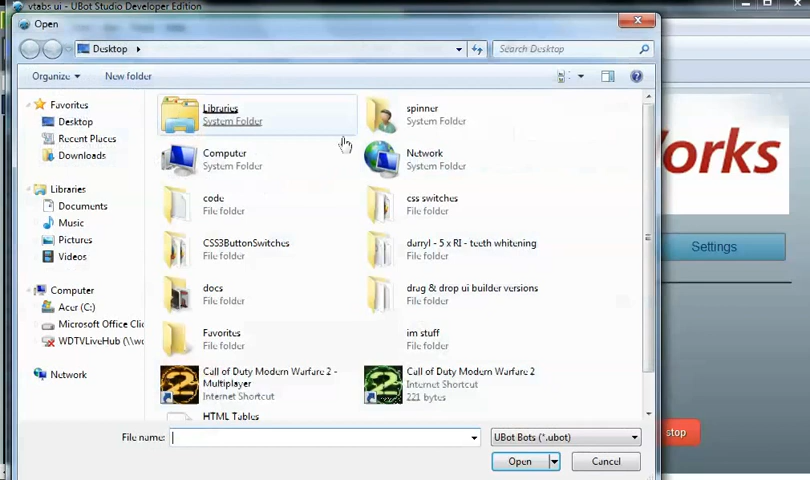 vtabs ui - UBot Studio Developer Edition
Open
Desktop
Search Desktop
Organize
New folder
Favorites
Desktop
Recent Places
Downloads
Libraries
Documents
Music
Pictures
Videos
Computer
Acer (C:)
Microsoft Office Clic
WDTVLiveHub (\\wd
Network
Libraries
System Folder
spinner
System Folder
Computer
System Folder
Network
System Folder
code
File folder
css switches
File folder
CSS3ButtonSwitches
File folder
durryl - 5 x RI - teeth whitening
File folder
docs
File folder
drag & drop ui builder versions
File folder
Favorites
File folder
im stuff
File folder
Call of Duty Modern Warfare 2 -
Multiplayer
Internet Shortcut
Call of Duty Modern Warfare 2
Internet Shortcut
221 bytes
HTML Tables
File name:
UBot Bots (*.ubot)
Open
Cancel
orks
Settings
stop